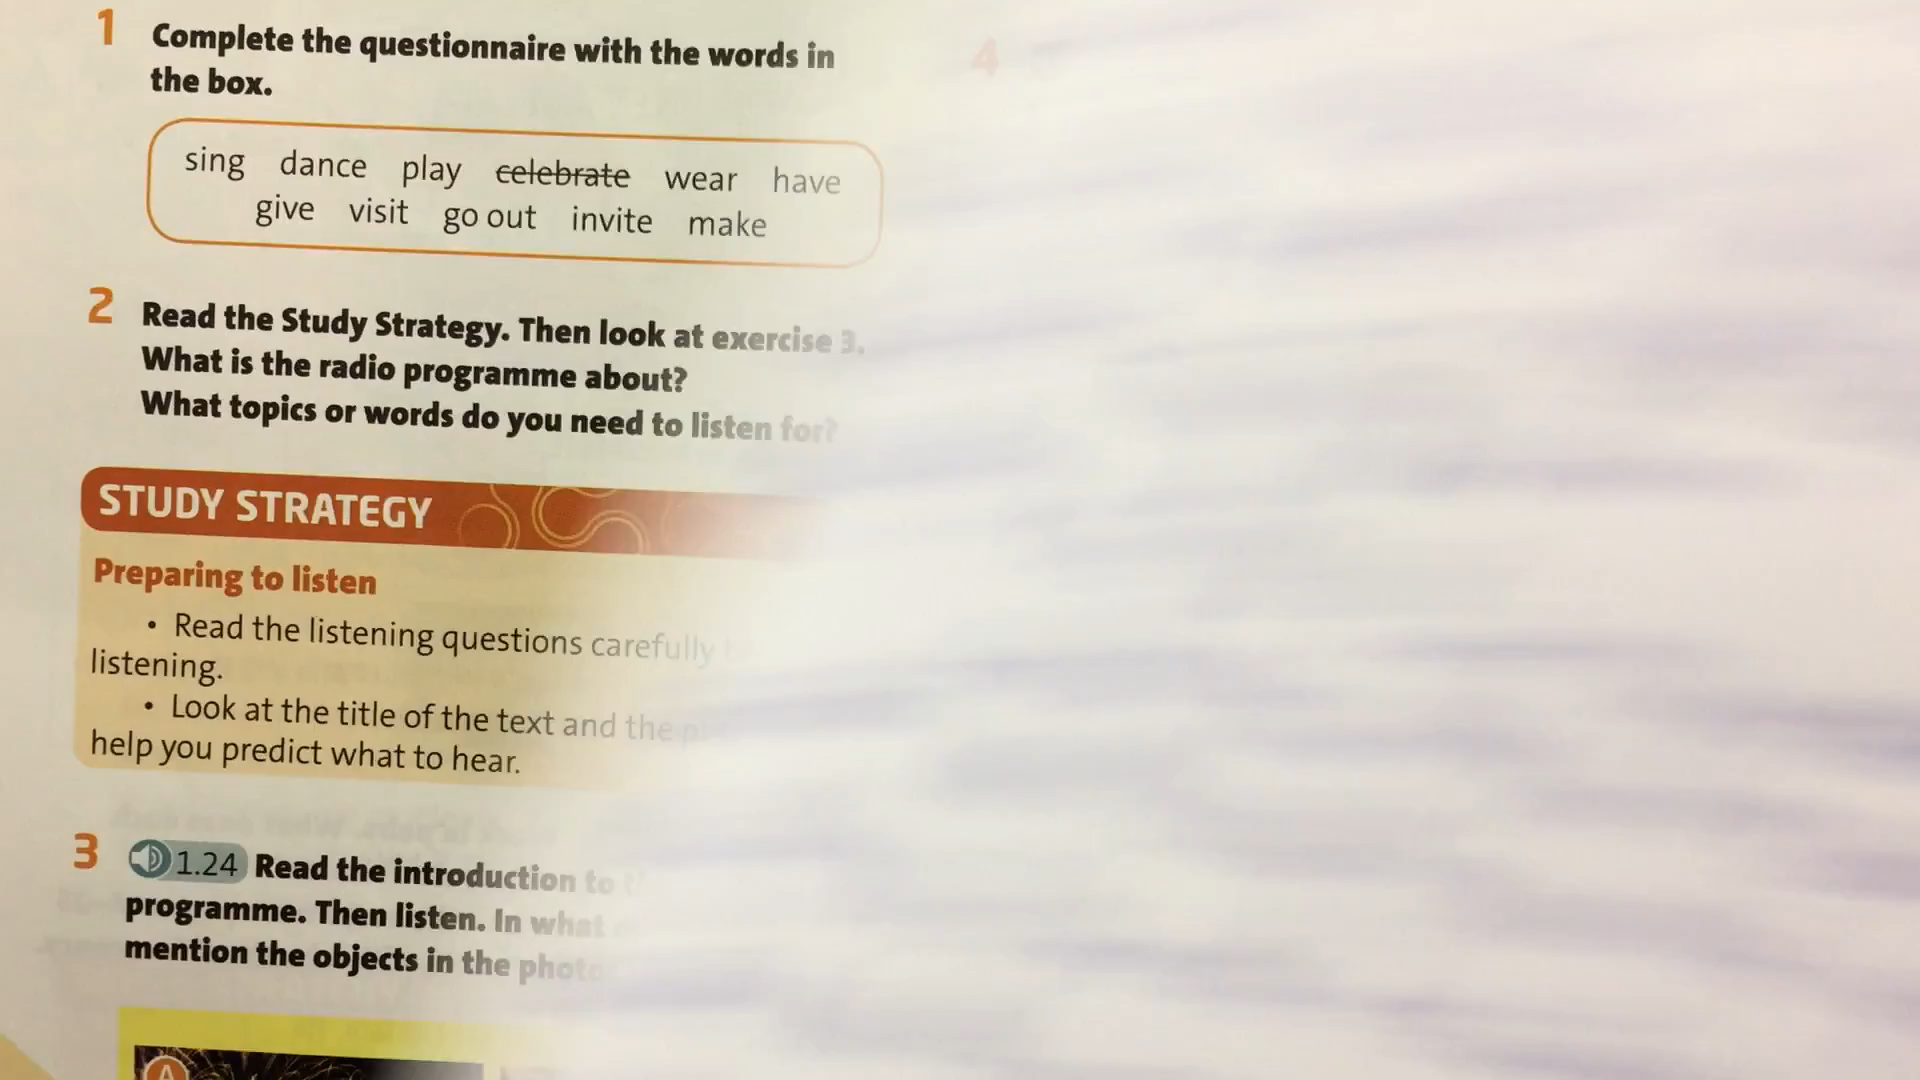 1 Complete the questionnaire with the words in
the box.
sing dance play celebrate wear have
give visit go out invite make
2 Read the Study Strategy. Then look at exercise 3.
What is the radio programme about?
What topics or words do you need to listen for?
STUDY STRATEGY
Preparing to listen
• Read the listening questions carefully
listening.
• Look at the title of the text and the
help you predict what to hear.
3 1.24 Read the introduction to
programme. Then listen. In what
mention the objects in the photo
A
4